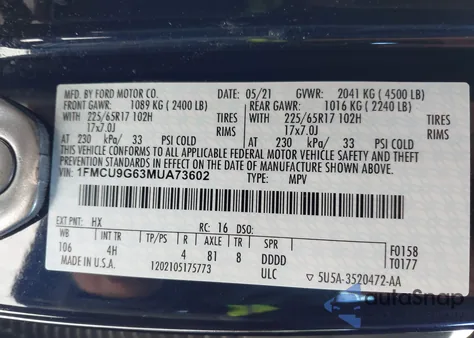 MFD. BY FORD MOTOR CO. 05/21 GVWR: 2041 KG (4500 LB)
FRONT GAWR: 1089 KG (2400 LB) REAR GAWR: 1016 KG (2240 LB)
WITH 225/65R17 102H TIRES WITH 225/65R17 102H TIRES
17x7.0J RIMS 17x7.0J RIMS
AT 230 kPa/ 33 PSI COLD AT 230 kPa/ 33 PSI COLD
THIS VEHICLE CONFORMS TO ALL APPLICABLE FEDERAL MOTOR VEHICLE SAFETY AND BUMPER
STANDARDS IN EFFECT ON THE DATE OF MANUFACTURE SHOWN ABOVE.
VIN: 1FMCU9G63MUA73602 TYPE: MPV
EXT PNT: HX RC: 16 DSO:
WB INT TR TP/PS R AXLE TR SPR F0158
106 4 81 8 DDDD T0177
MADE IN U.S.A. 1202105175773 ULC 5U5A-3520472-AA
autoSnap